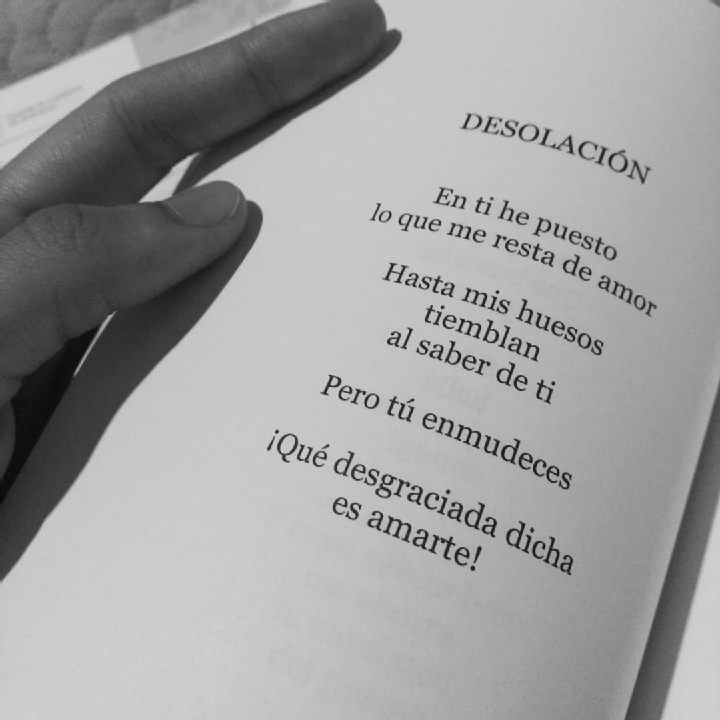 DESOLACIÓN
En ti he puesto
lo que me resta de amor
Hasta mis huesos
tiemblan
al saber de ti
Pero tú enmudeces
¡Qué desgraciada dicha
es amarte!